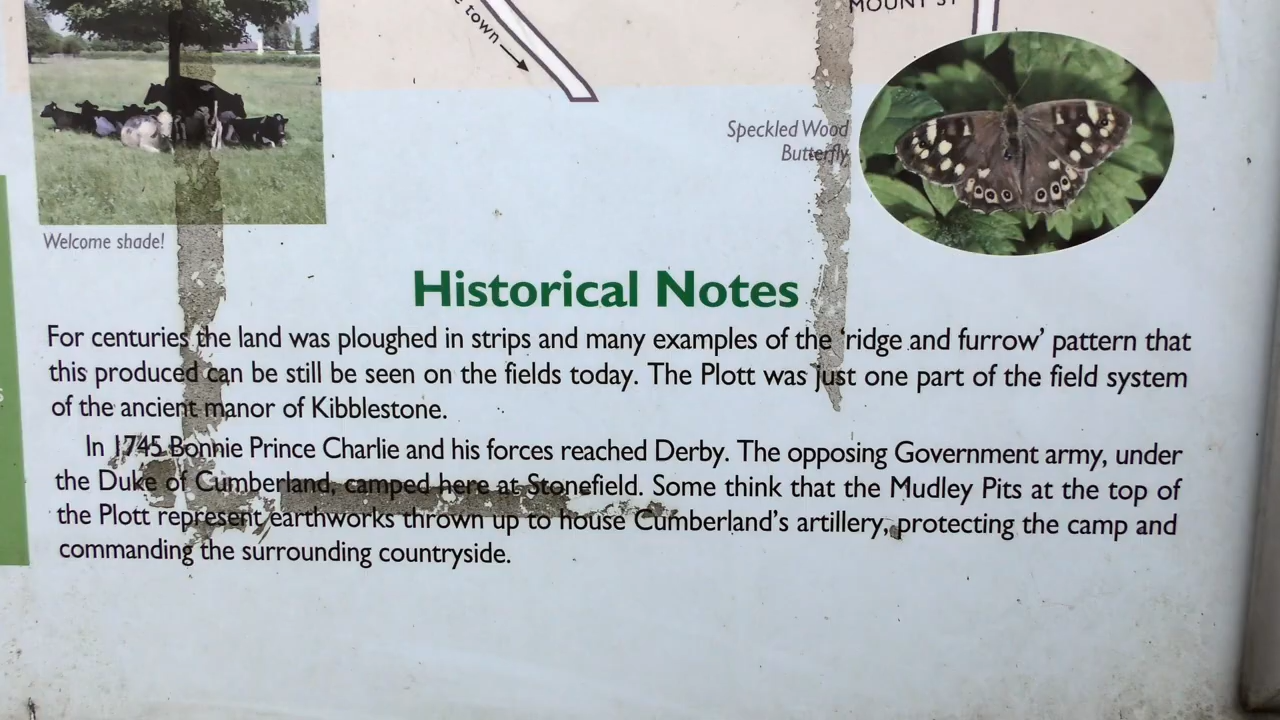 town
MOUNT ST
Speckled Wood
Butterfly
Welcome shade!
Historical Notes
For centuries the land was ploughed in strips and many examples of the 'ridge and furrow' pattern that
this produced can be still be seen on the fields today. The Plott was just one part of the field system
of the ancient manor of Kibblestone.
In 1745 Bonnie Prince Charlie and his forces reached Derby. The opposing Government army, under
the Duke of Cumberland, camped here at Stonefield. Some think that the Mudley Pits at the top of
the Plott represent earthworks thrown up to house Cumberland's artillery, protecting the camp and
commanding the surrounding countryside.